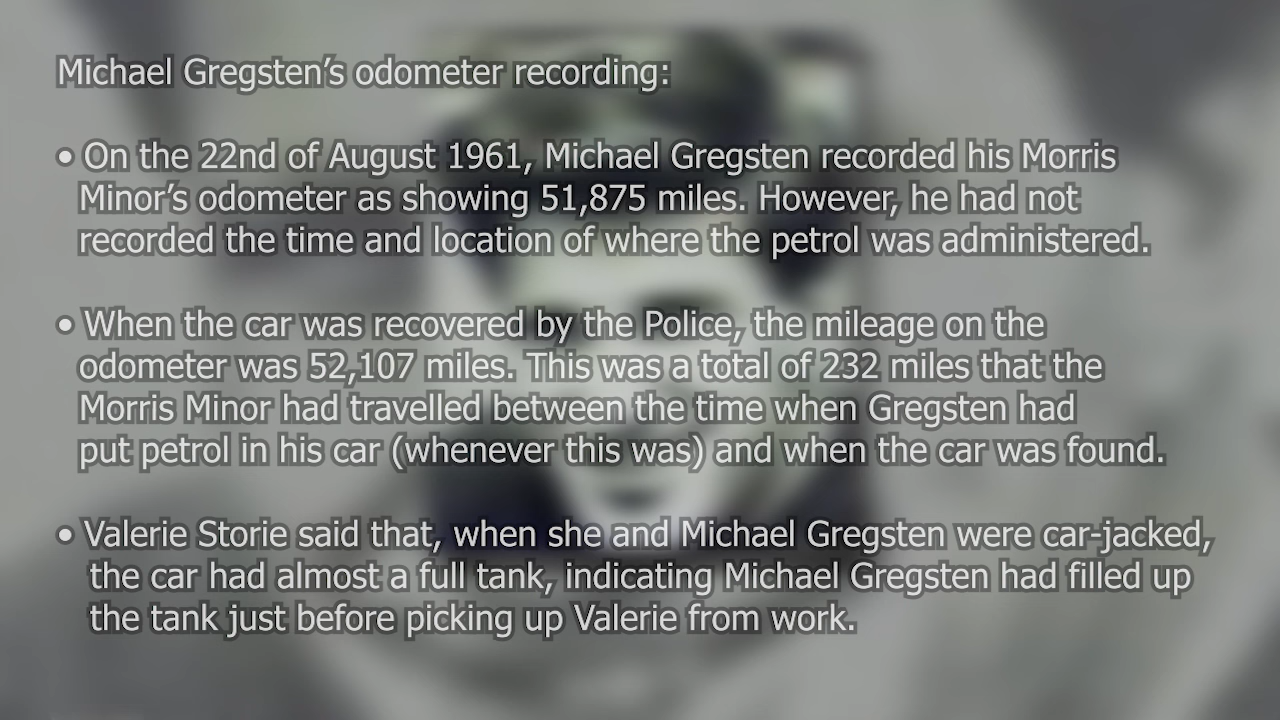 Michael Gregsten’s odometer recording:
• On the 22nd of August 1961, Michael Gregsten recorded his Morris
Minor’s odometer as showing 51,875 miles. However, he had not
recorded the time and location of where the petrol was administered.
• When the car was recovered by the Police, the mileage on the
odometer was 52,107 miles. This was a total of 232 miles that the
Morris Minor had travelled between the time when Gregsten had
put petrol in his car (whenever this was) and when the car was found.
• Valerie Storie said that, when she and Michael Gregsten were car-jacked,
the car had almost a full tank, indicating Michael Gregsten had filled up
the tank just before picking up Valerie from work.